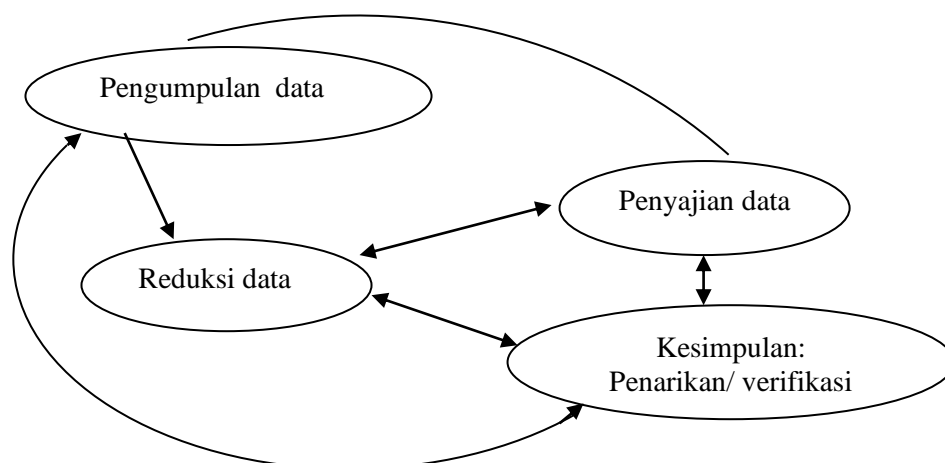 Pengumpulan data
Penyajian data
Reduksi data
Kesimpulan:
Penarikan/ verifikasi